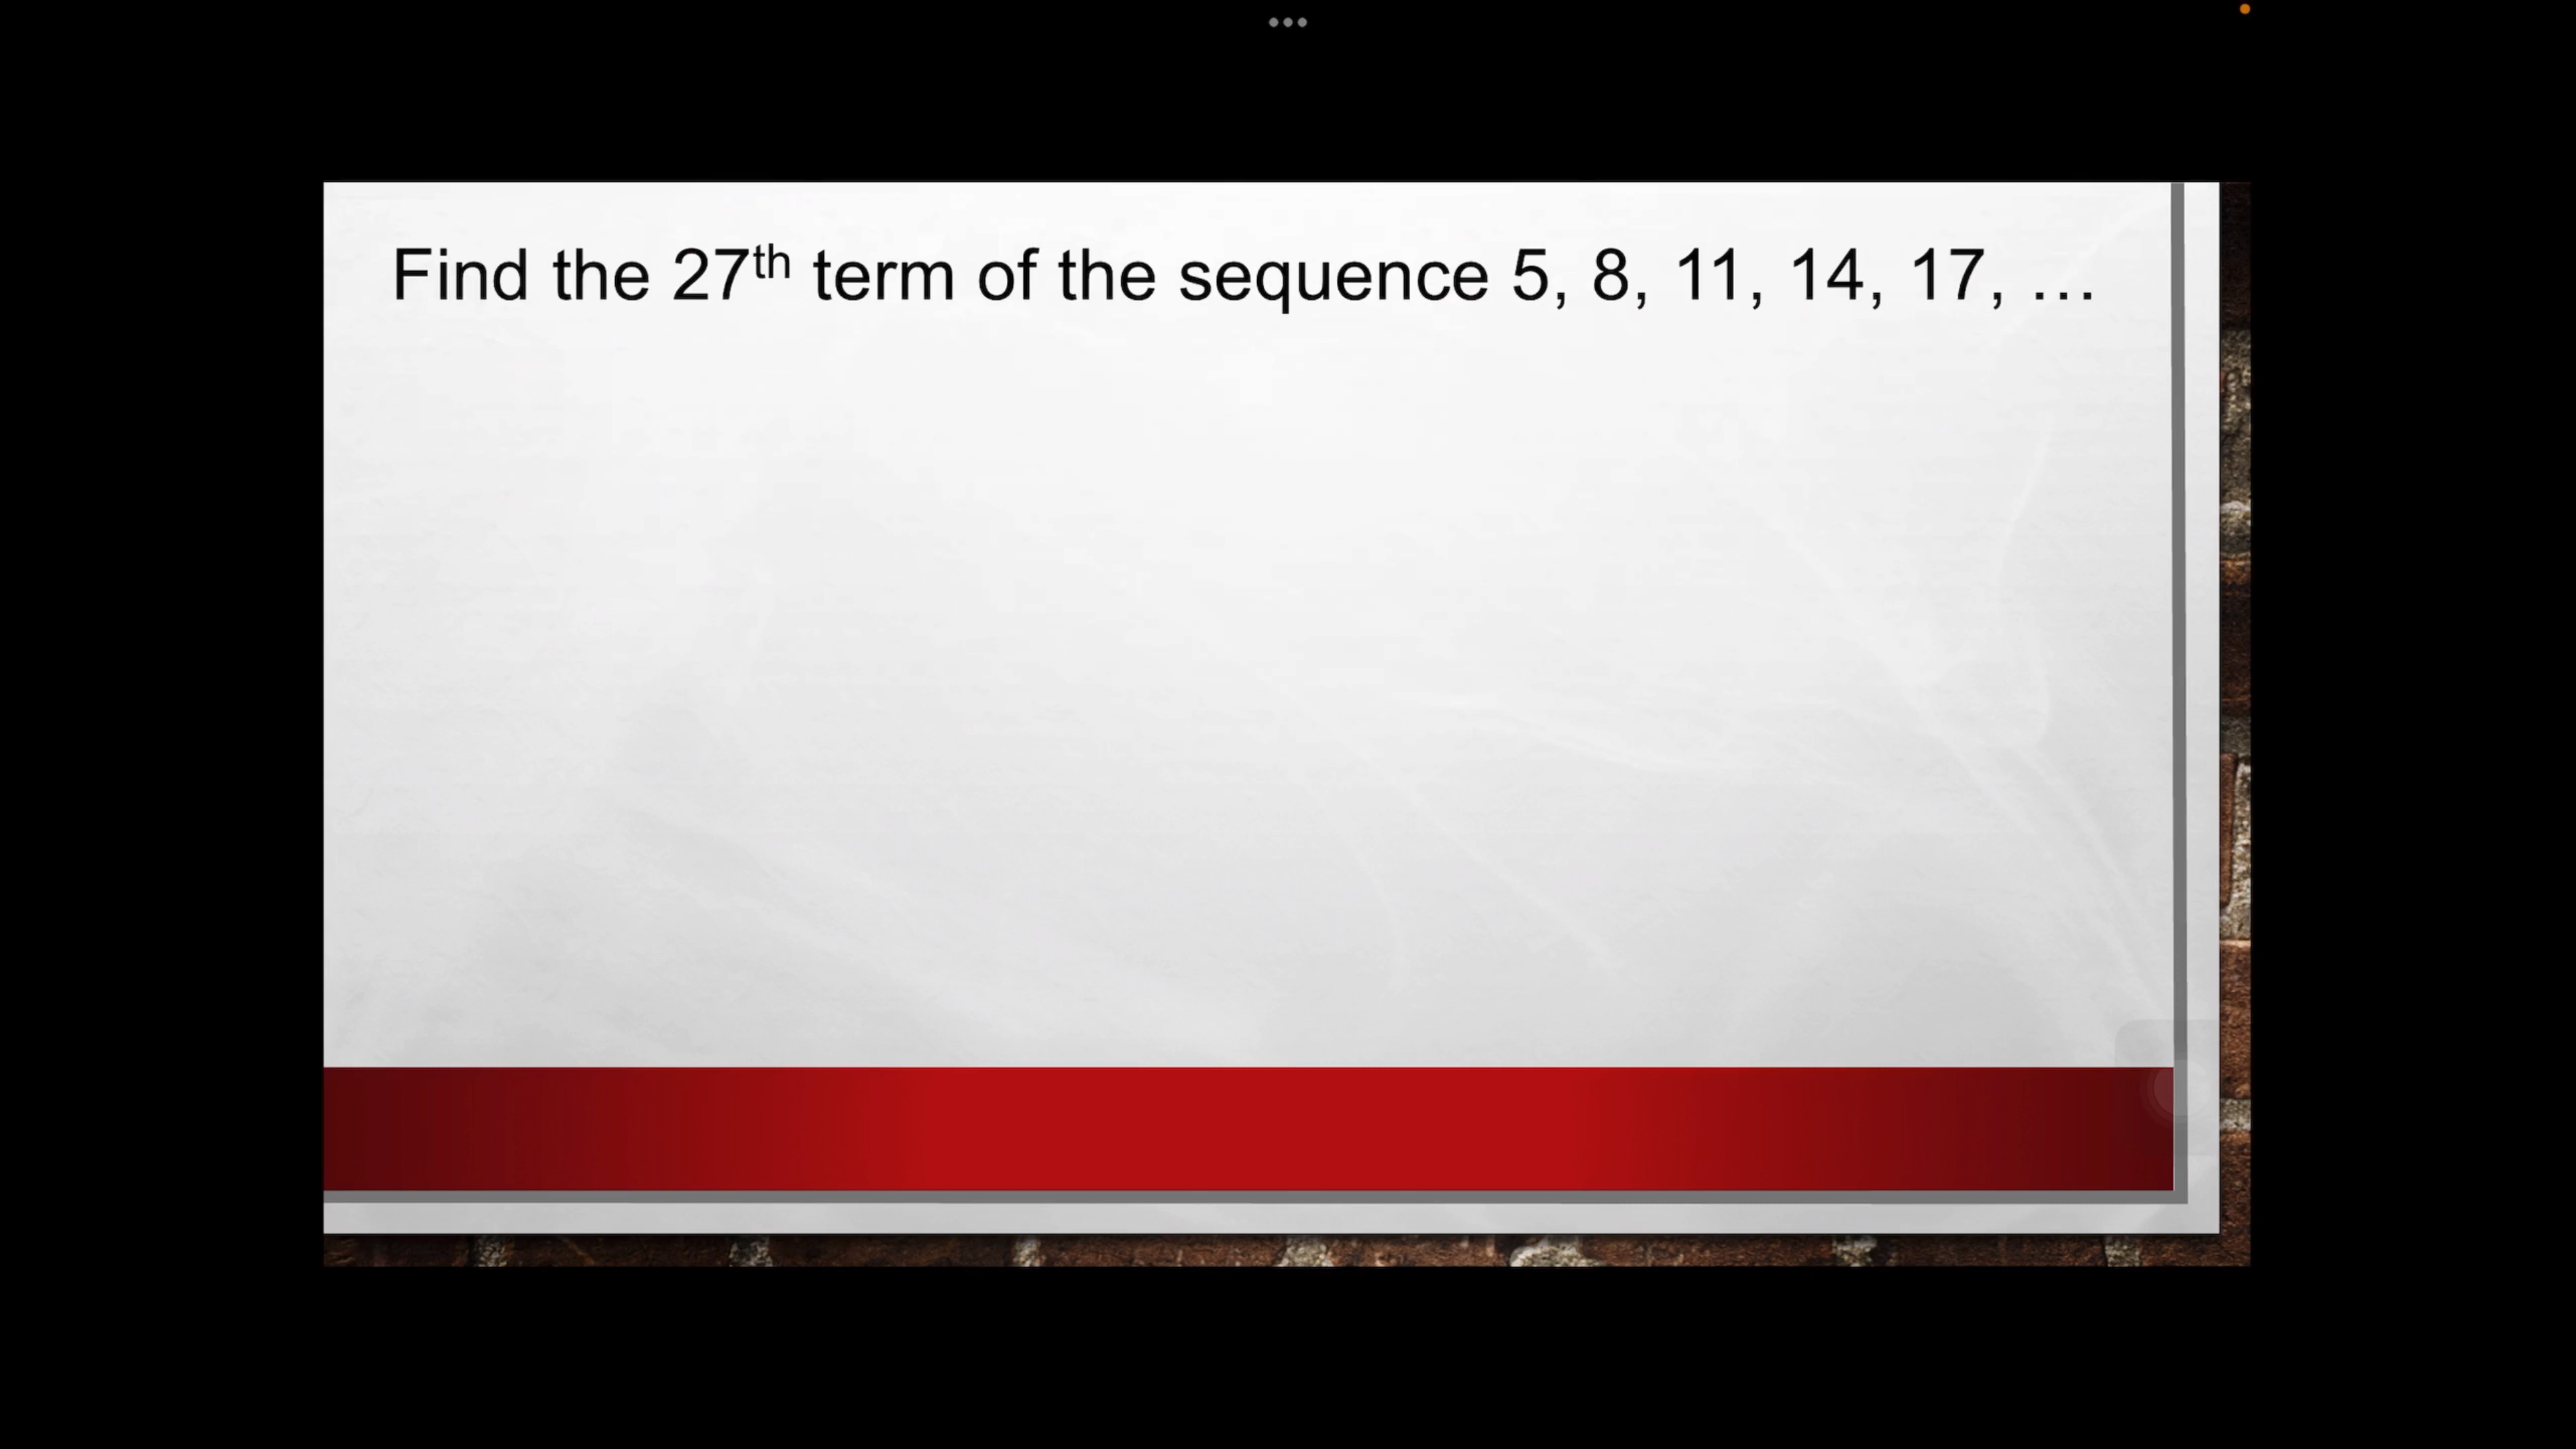 Find the 27th term of the sequence 5, 8, 11, 14, 17, …